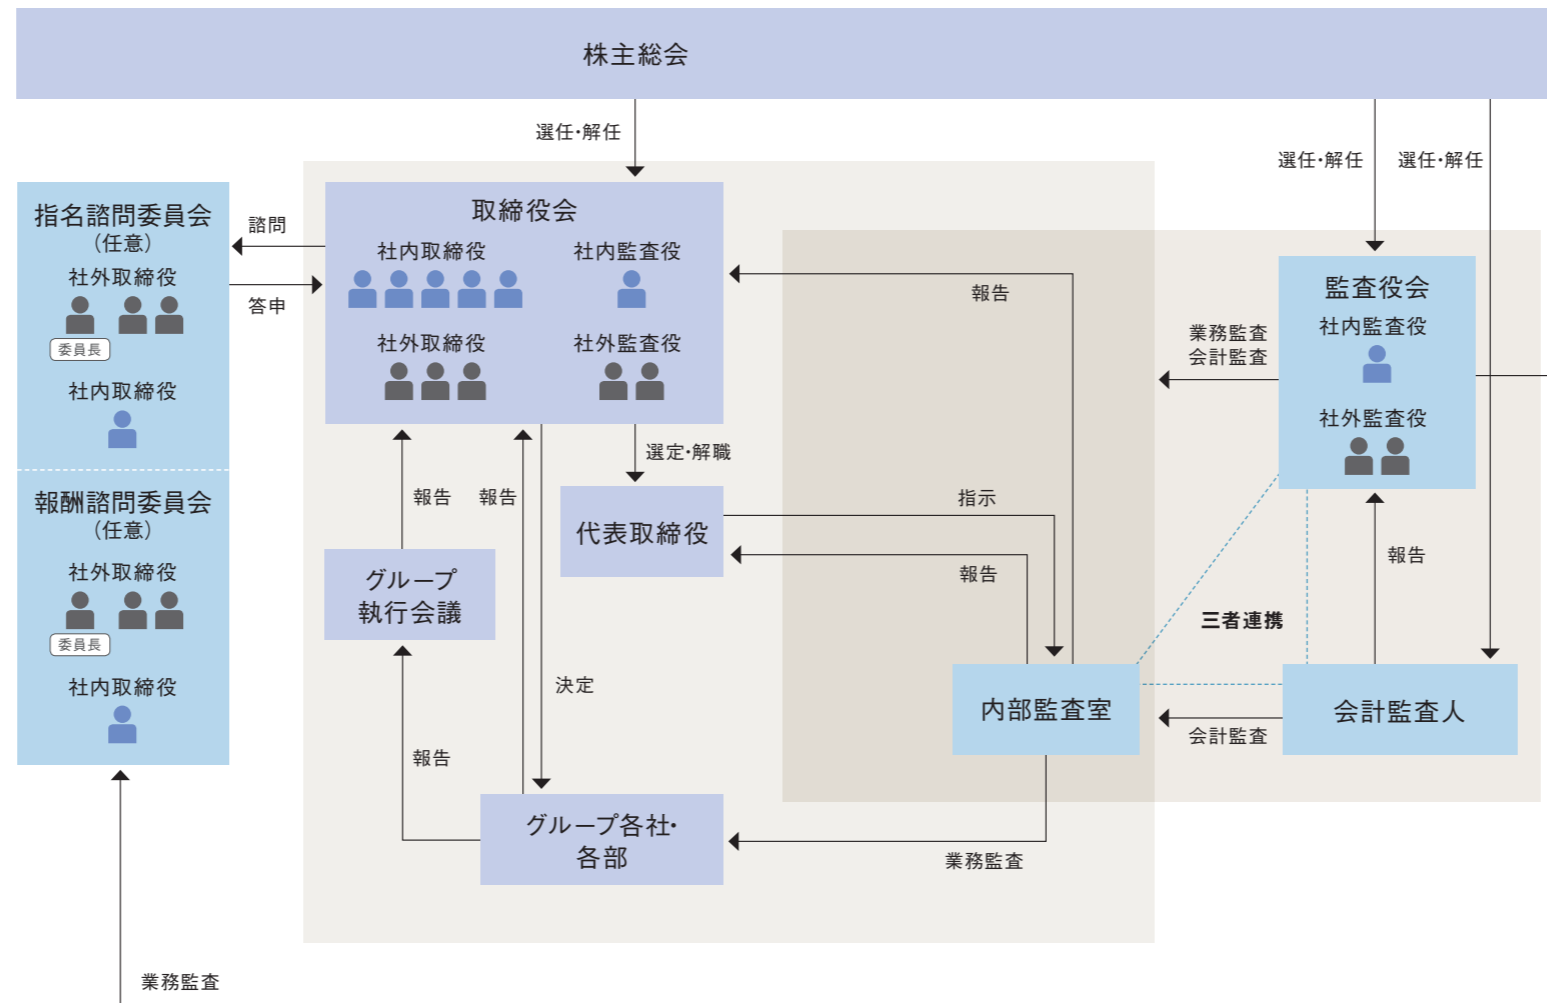 株主総会
選任・解任
選任・解任
選任・解任
指名諮問委員会
(任意)
社外取締役
委員長
社内取締役
報酬諮問委員会
(任意)
社外取締役
委員長
社内取締役
業務監査
諮問
答申
取締役会
社内取締役
社内監査役
社外取締役
社外監査役
報告
報告
選定・解職
代表取締役
グループ
執行会議
決定
報告
グループ各社・
各部
報告
指示
報告
業務監査
内部監査室
業務監査
会計監査
監査役会
社内監査役
社外監査役
報告
三者連携
会計監査
会計監査人